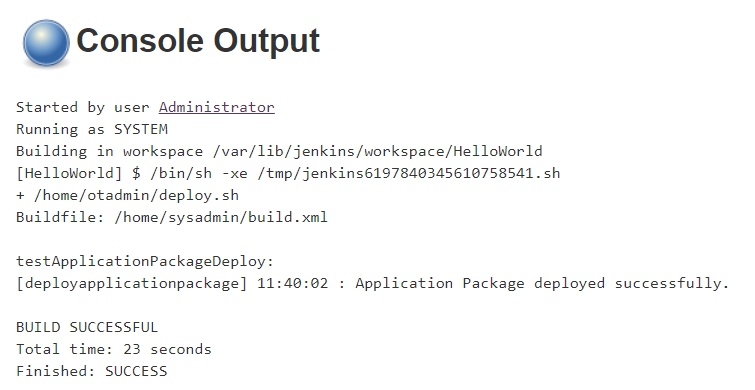 Console Output
Started by user Administrator
Running as SYSTEM
Building in workspace /var/lib/jenkins/workspace/HelloWorld
[HelloWorld] $ /bin/sh -xe /tmp/jenkins6197840345610758541.sh
+ /home/otadmin/deploy.sh
Buildfile: /home/sysadmin/build.xml
testApplicationPackageDeploy:
[deployapplicationpackage] 11:40:02 : Application Package deployed successfully.
BUILD SUCCESSFUL
Total time: 23 seconds
Finished: SUCCESS